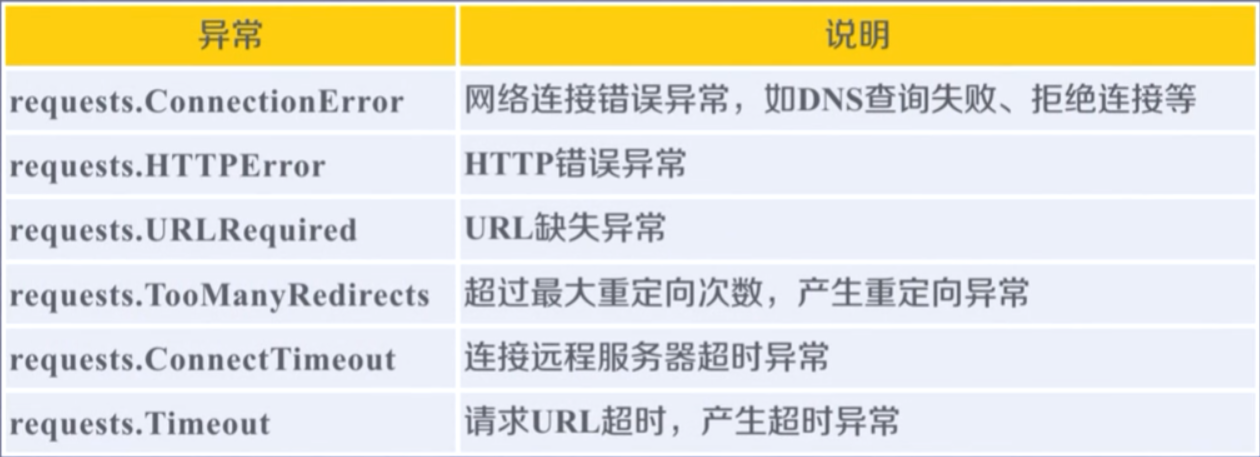 异常 说明
requests.ConnectionError 网络连接错误异常，如DNS查询失败、拒绝连接等
requests.HTTPError HTTP错误异常
requests.URLRequired URL缺失异常
requests.TooManyRedirects 超过最大重定向次数，产生重定向异常
requests.ConnectTimeout 连接远程服务器超时异常
requests.Timeout 请求URL超时，产生超时异常